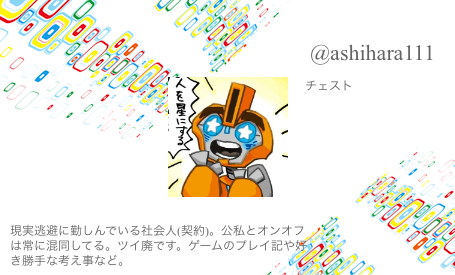 @ashihara111
チェスト
人を星にする
現実逃避に勤しんでいる社会人(契約)。公私とオンオフ
は常に混同してる。ツイ廃です。ゲームのプレイ記や好
き勝手な考え事など。